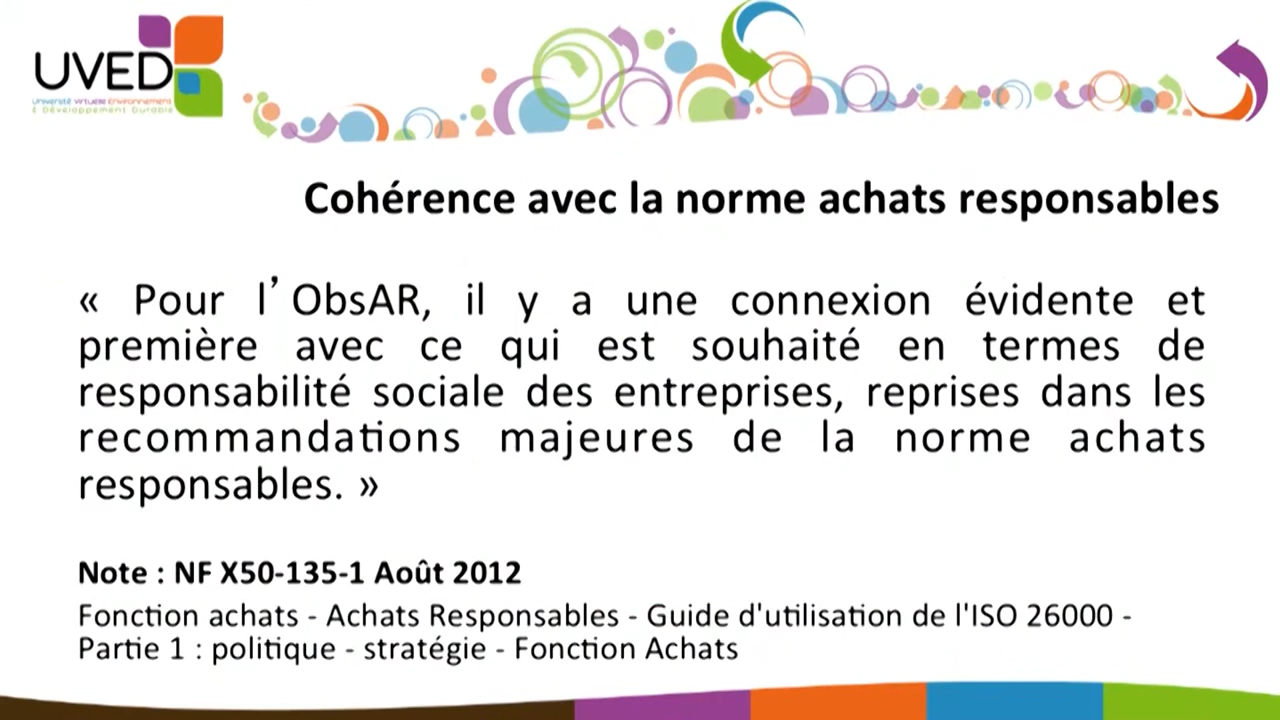 UVED
Université Virtuelle Environnement
& Développement Durable
Cohérence avec la norme achats responsables
« Pour l’ObsAR, il y a une connexion évidente et
première avec ce qui est souhaité en termes de
responsabilité sociale des entreprises, reprises dans les
recommandations majeures de la norme achats
responsables. »
Note : NF X50-135-1 Août 2012
Fonction achats - Achats Responsables - Guide d'utilisation de l'ISO 26000 -
Partie 1 : politique - stratégie - Fonction Achats